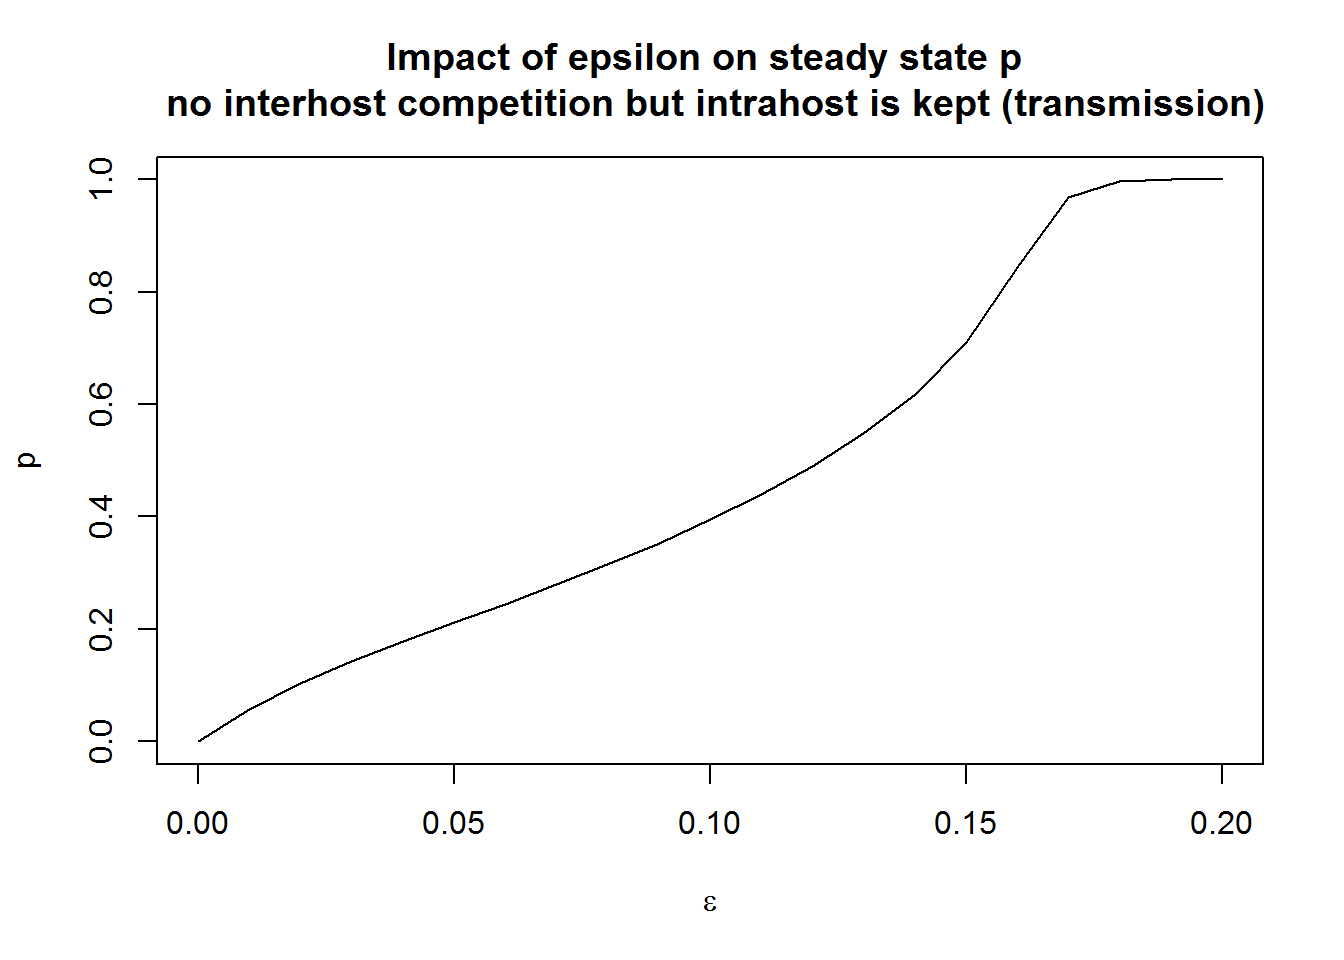 Impact of epsilon on steady state p
no interhost competition but intrahost is kept (transmission)
p
0.0 0.2 0.4 0.6 0.8 1.0
0.00 0.05 0.10 0.15 0.20
ε